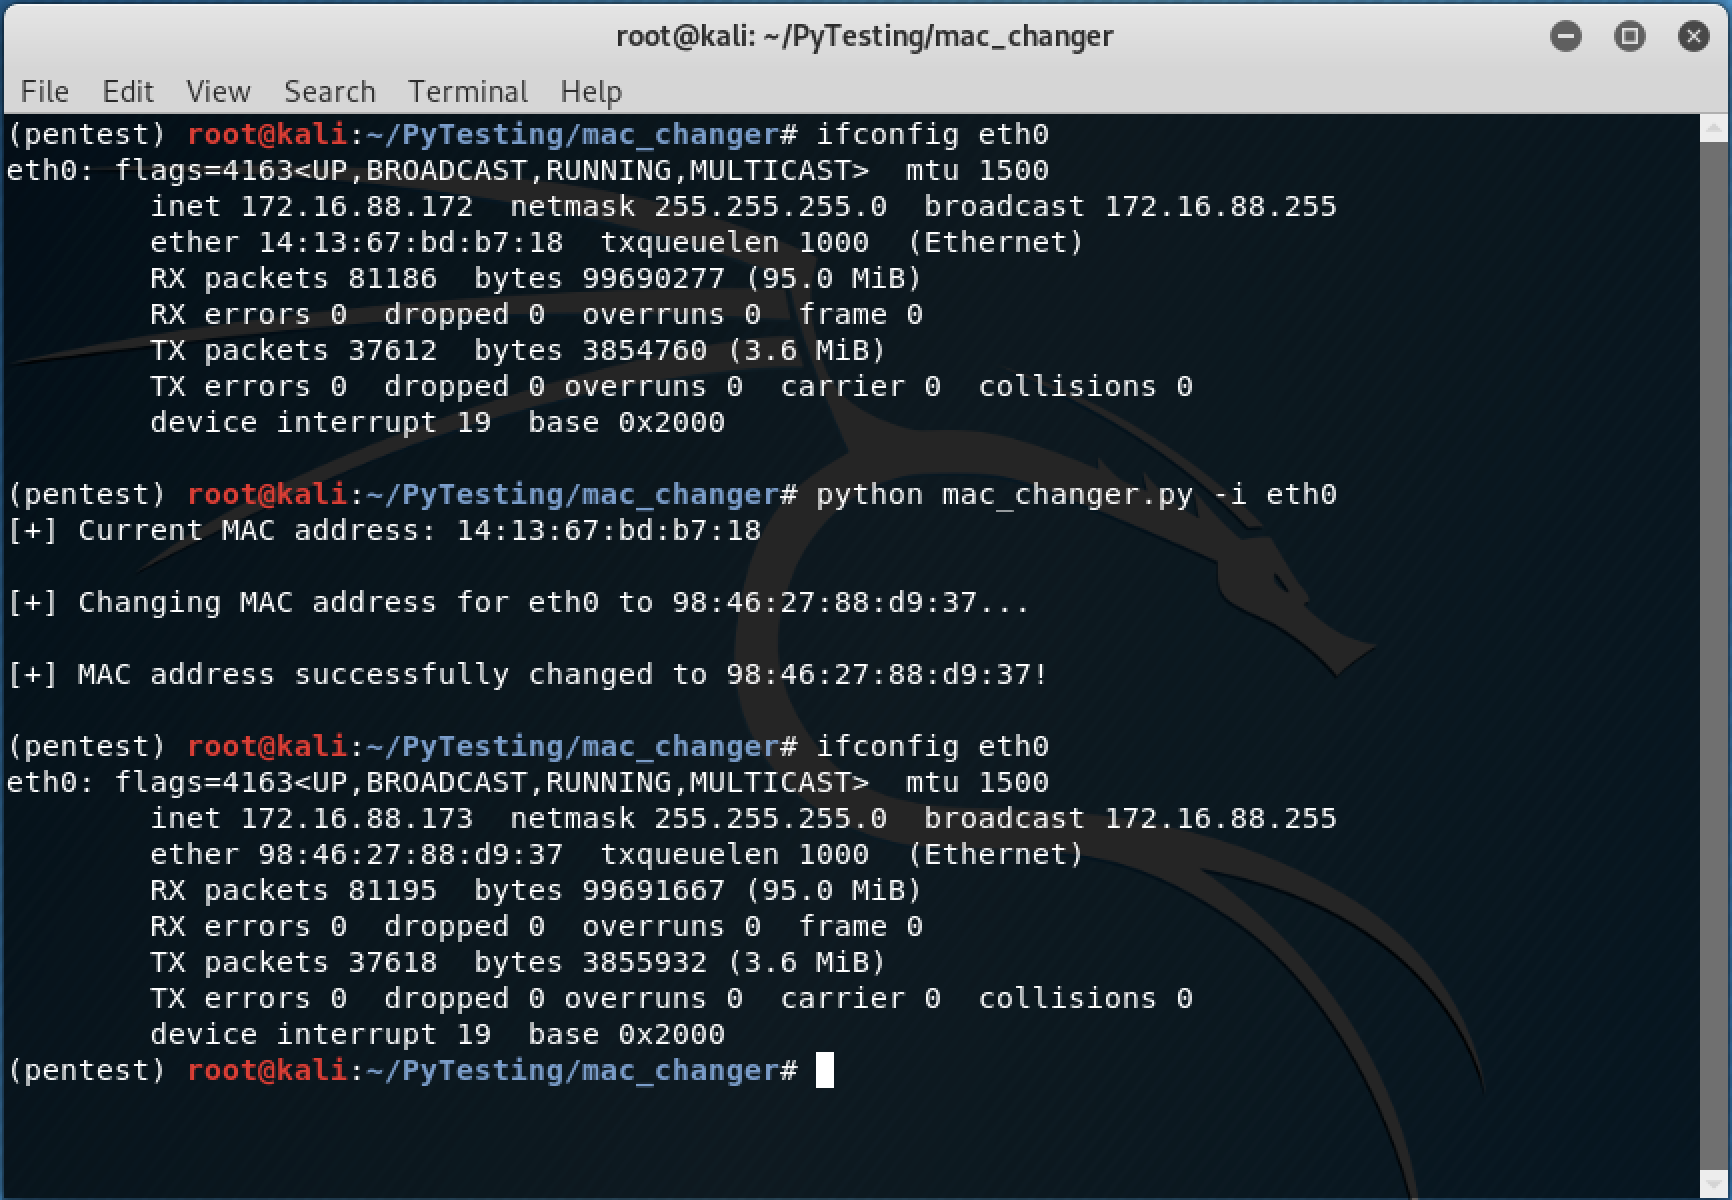 root@kali: ~/PyTesting/mac_changer
File Edit View Search Terminal Help
(pentest) root@kali:~/PyTesting/mac_changer# ifconfig eth0
eth0: flags=4163<UP,BROADCAST,RUNNING,MULTICAST>  mtu 1500
        inet 172.16.88.172  netmask 255.255.255.0  broadcast 172.16.88.255
        ether 14:13:67:bd:b7:18  txqueuelen 1000  (Ethernet)
        RX packets 81186  bytes 99690277 (95.0 MiB)
        RX errors 0  dropped 0  overruns 0  frame 0
        TX packets 37612  bytes 3854760 (3.6 MiB)
        TX errors 0  dropped 0 overruns 0  carrier 0  collisions 0
        device interrupt 19  base 0x2000
(pentest) root@kali:~/PyTesting/mac_changer# python mac_changer.py -i eth0
[+] Current MAC address: 14:13:67:bd:b7:18
[+] Changing MAC address for eth0 to 98:46:27:88:d9:37...
[+] MAC address successfully changed to 98:46:27:88:d9:37!
(pentest) root@kali:~/PyTesting/mac_changer# ifconfig eth0
eth0: flags=4163<UP,BROADCAST,RUNNING,MULTICAST>  mtu 1500
        inet 172.16.88.173  netmask 255.255.255.0  broadcast 172.16.88.255
        ether 98:46:27:88:d9:37  txqueuelen 1000  (Ethernet)
        RX packets 81195  bytes 99691667 (95.0 MiB)
        RX errors 0  dropped 0  overruns 0  frame 0
        TX packets 37618  bytes 3855932 (3.6 MiB)
        TX errors 0  dropped 0 overruns 0  carrier 0  collisions 0
        device interrupt 19  base 0x2000
(pentest) root@kali:~/PyTesting/mac_changer#